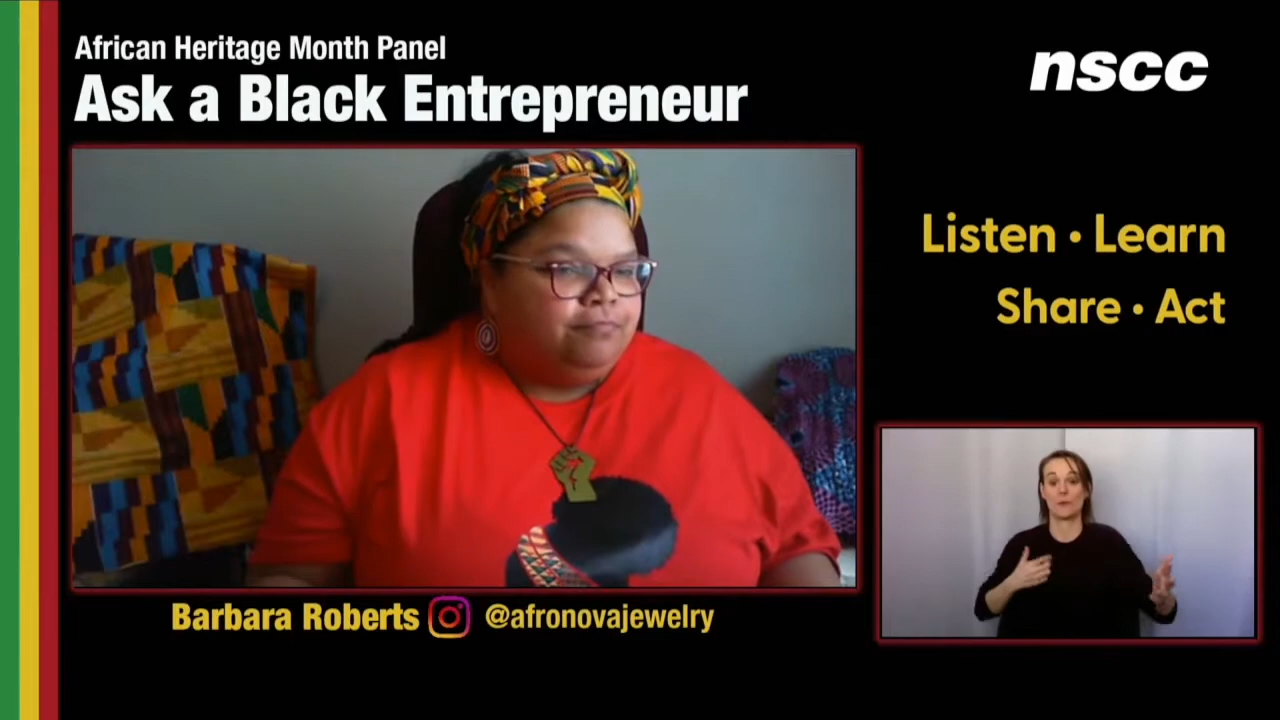 African Heritage Month Panel
Ask a Black Entrepreneur
nscc
Listen • Learn
Share • Act
Barbara Roberts @afronovajewelry